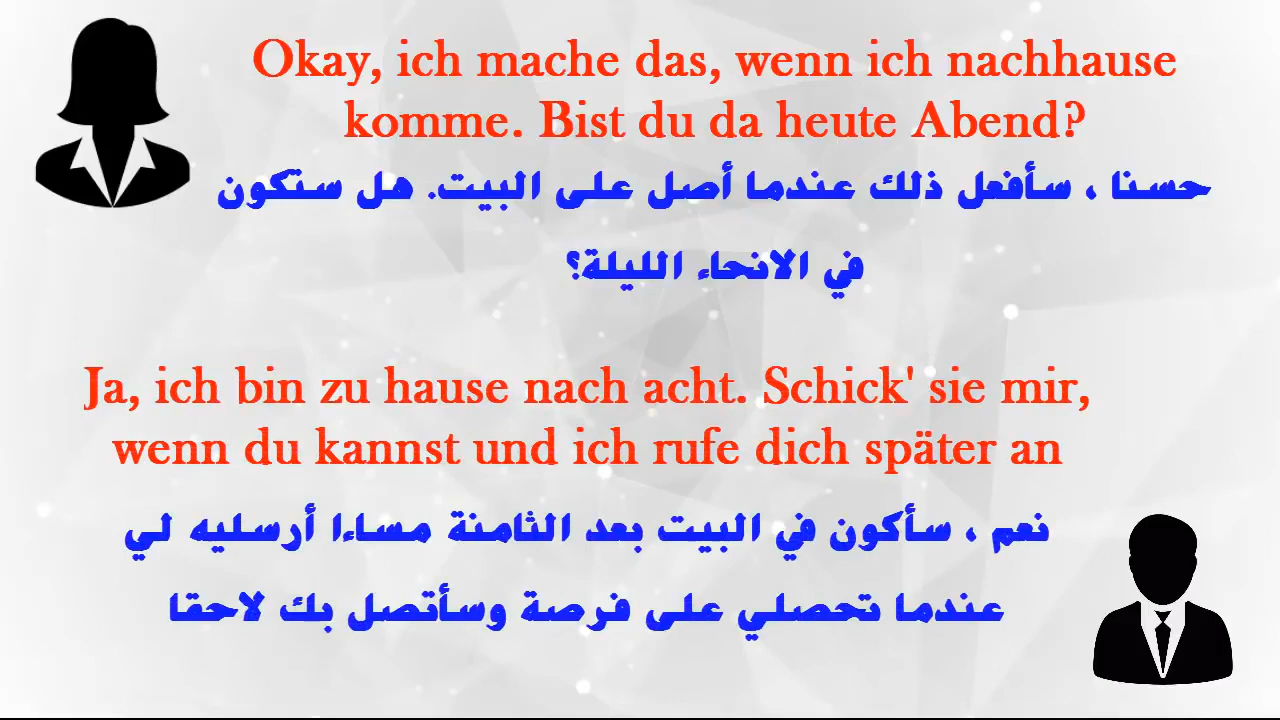 Okay, ich mache das, wenn ich nachhause
komme. Bist du da heute Abend?
حسنا ، سأفعل ذلك عندما أصل على البيت. هل ستكون
في الانحاء الليلة؟
Ja, ich bin zu hause nach acht. Schick' sie mir,
wenn du kannst und ich rufe dich später an
نعم ، سأكون في البيت بعد الثامنة مساءا أرسليه لي
عندما تحصلي على فرصة وسأتصل بك لاحقا